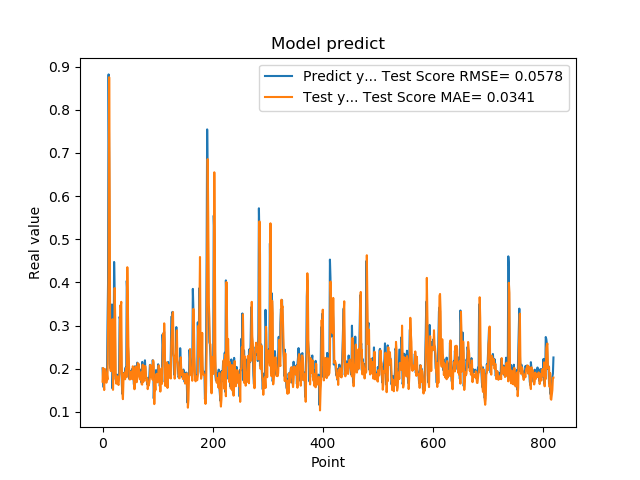 Model predict
Predict y... Test Score RMSE= 0.0578
Test y... Test Score MAE= 0.0341
0.9
0.8
0.7
0.6
0.5
0.4
0.3
0.2
0.1
Real value
0
200
400
600
800
Point